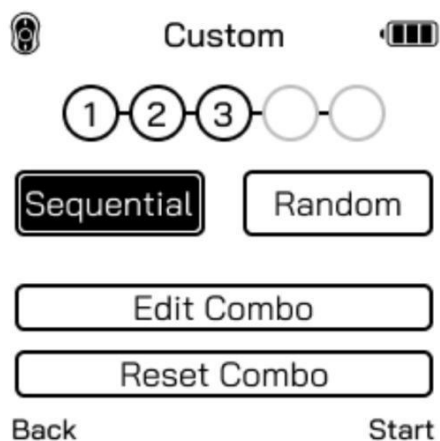 Custom
1 2 3
Sequential Random
Edit Combo
Reset Combo
Back Start